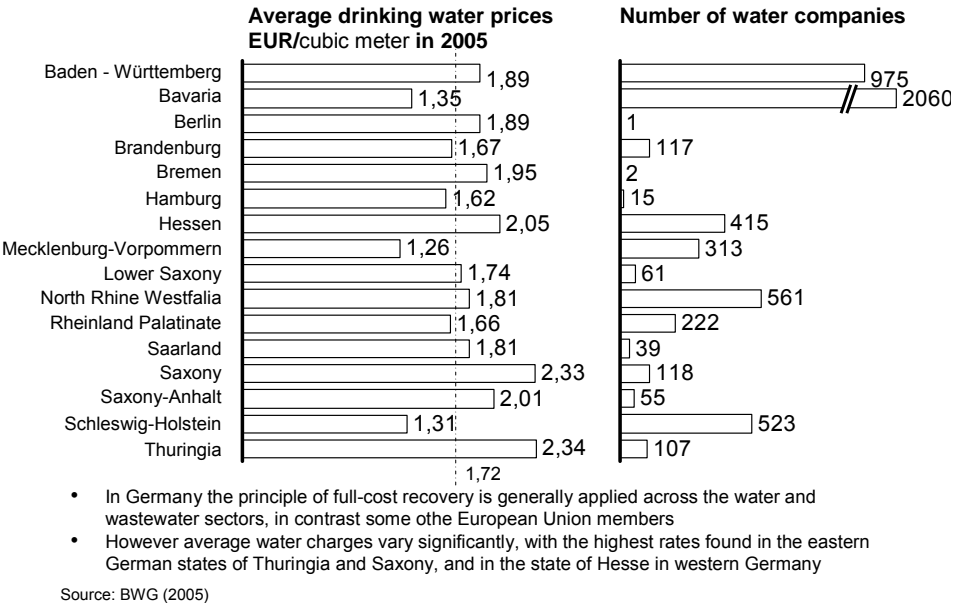 Average drinking water prices
EUR/cubic meter in 2005
Number of water companies
Baden - Württemberg 1,89 975
Bavaria 1,35 2060
Berlin 1,89 1
Brandenburg 1,67 117
Bremen 1,95 2
Hamburg 1,62 15
Hessen 2,05 415
Mecklenburg-Vorpommern 1,26 313
Lower Saxony 1,74 61
North Rhine Westfalia 1,81 561
Rheinland Palatinate 1,66 222
Saarland 1,81 39
Saxony 2,33 118
Saxony-Anhalt 2,01 55
Schleswig-Holstein 1,31 523
Thuringia 2,34 107
1,72
• In Germany the principle of full-cost recovery is generally applied across the water and
wastewater sectors, in contrast some othe European Union members
• However average water charges vary significantly, with the highest rates found in the eastern
German states of Thuringia and Saxony, and in the state of Hesse in western Germany
Source: BWG (2005)